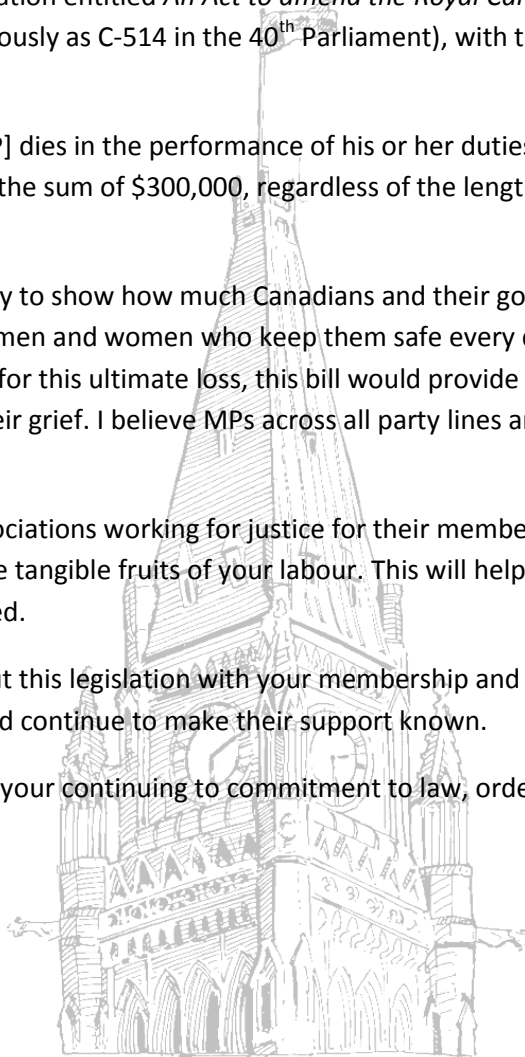 ation entitled An Act to amend the Royal Can
ously as C-514 in the 40th Parliament), with t
] dies in the performance of his or her duties
the sum of $300,000, regardless of the lengt
y to show how much Canadians and their go
men and women who keep them safe every
for this ultimate loss, this bill would provide
eir grief. I believe MPs across all party lines a
ociations working for justice for their membe
e tangible fruits of your labour. This will help
ed.
t this legislation with your membership and
d continue to make their support known.
your continuing to commitment to law, orde